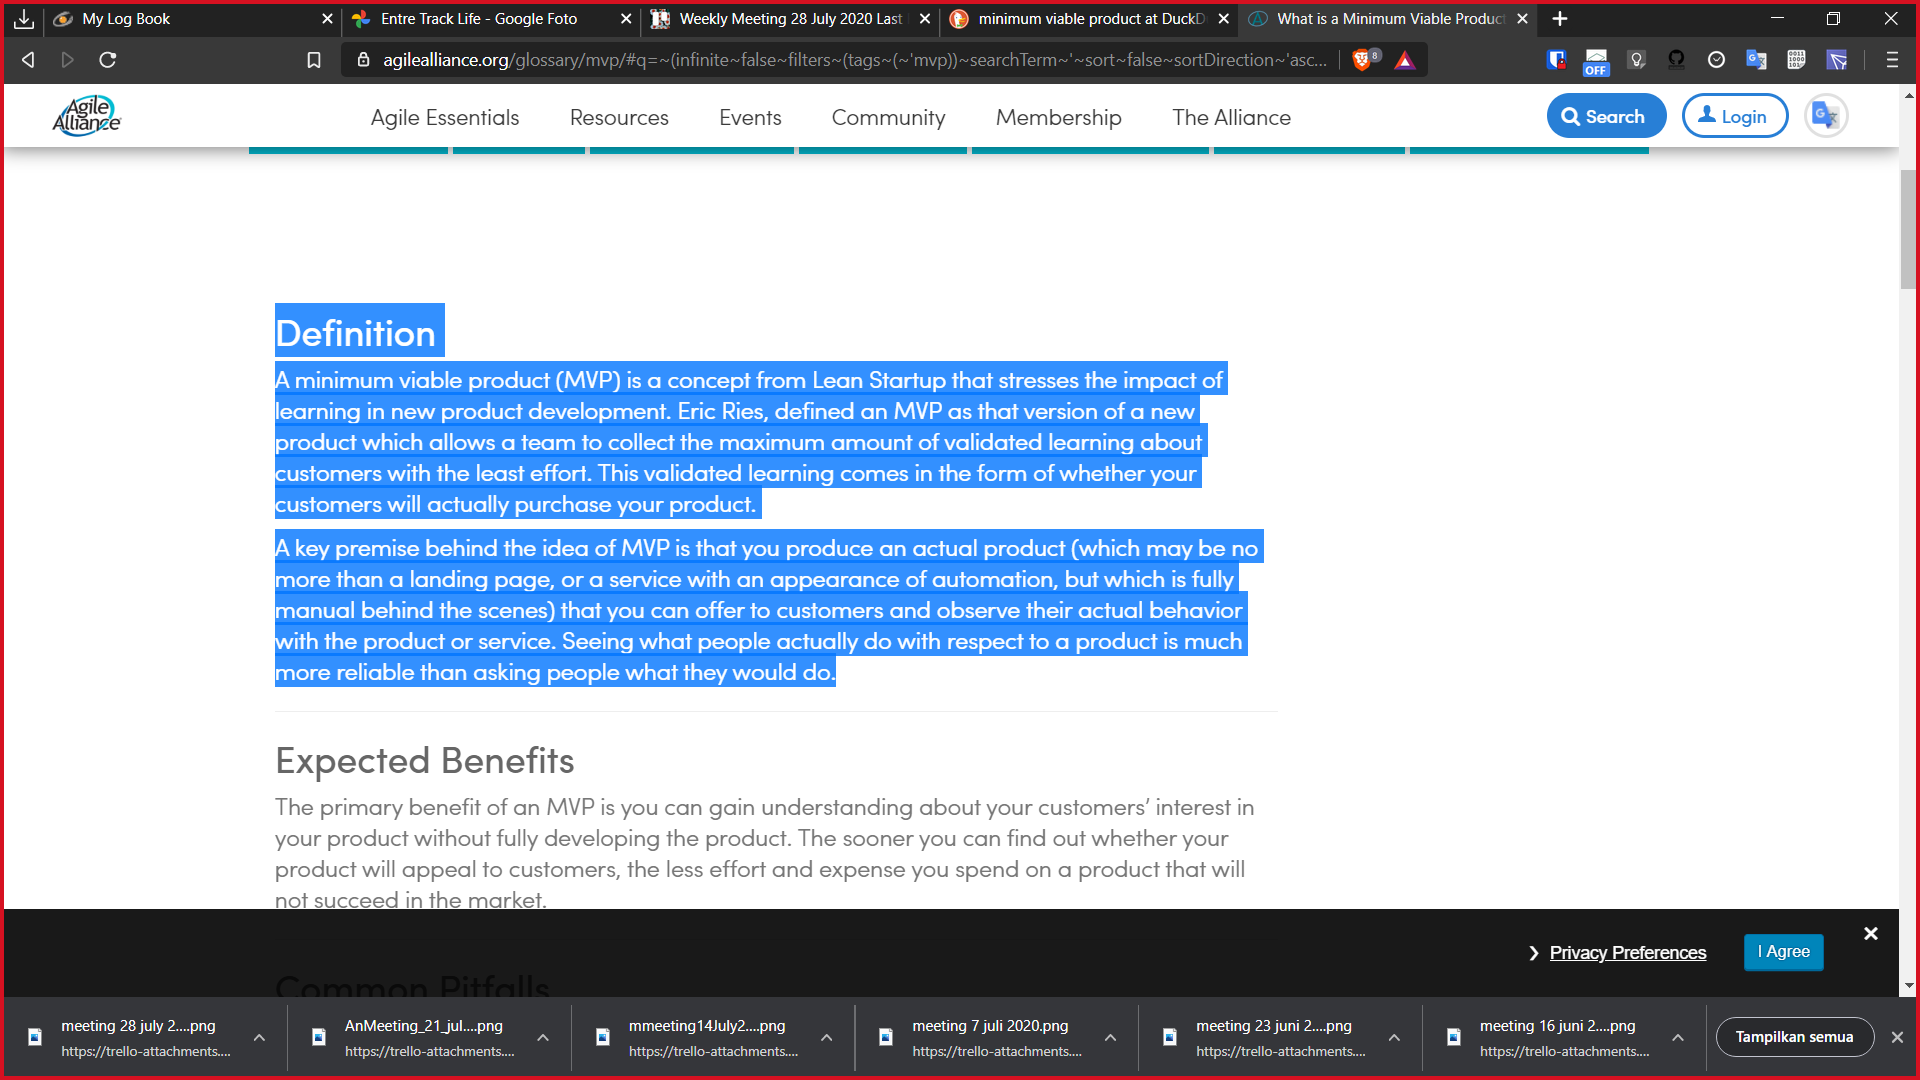 My Log Book
Entre Track Life - Google Foto
Weekly Meeting 28 July 2020 Last
minimum viable product at DuckD
What is a Minimum Viable Product
agilealliance.org/glossary/mvp/#q=~(infinite~false~filters~(tags~(~'mvp))~searchTerm~'~sort~false~sortDirection~'asc...
8
OFF
Agile Alliance
Agile Essentials
Resources
Events
Community
Membership
The Alliance
Search
Login
Definition
A minimum viable product (MVP) is a concept from Lean Startup that stresses the impact of
learning in new product development. Eric Ries, defined an MVP as that version of a new
product which allows a team to collect the maximum amount of validated learning about
customers with the least effort. This validated learning comes in the form of whether your
customers will actually purchase your product.
A key premise behind the idea of MVP is that you produce an actual product (which may be no
more than a landing page, or a service with an appearance of automation, but which is fully
manual behind the scenes) that you can offer to customers and observe their actual behavior
with the product or service. Seeing what people actually do with respect to a product is much
more reliable than asking people what they would do.
Expected Benefits
The primary benefit of an MVP is you can gain understanding about your customers’ interest in
your product without fully developing the product. The sooner you can find out whether your
product will appeal to customers, the less effort and expense you spend on a product that will
not succeed in the market.
Privacy Preferences
I Agree
Common Pitfalls
meeting 28 july 2....png
https://trello-attachments....
AnMeeting_21_jul....png
https://trello-attachments....
mmeeting14July2....png
https://trello-attachments....
meeting 7 juli 2020.png
https://trello-attachments....
meeting 23 juni 2....png
https://trello-attachments....
meeting 16 juni 2....png
https://trello-attachments....
Tampilkan semua